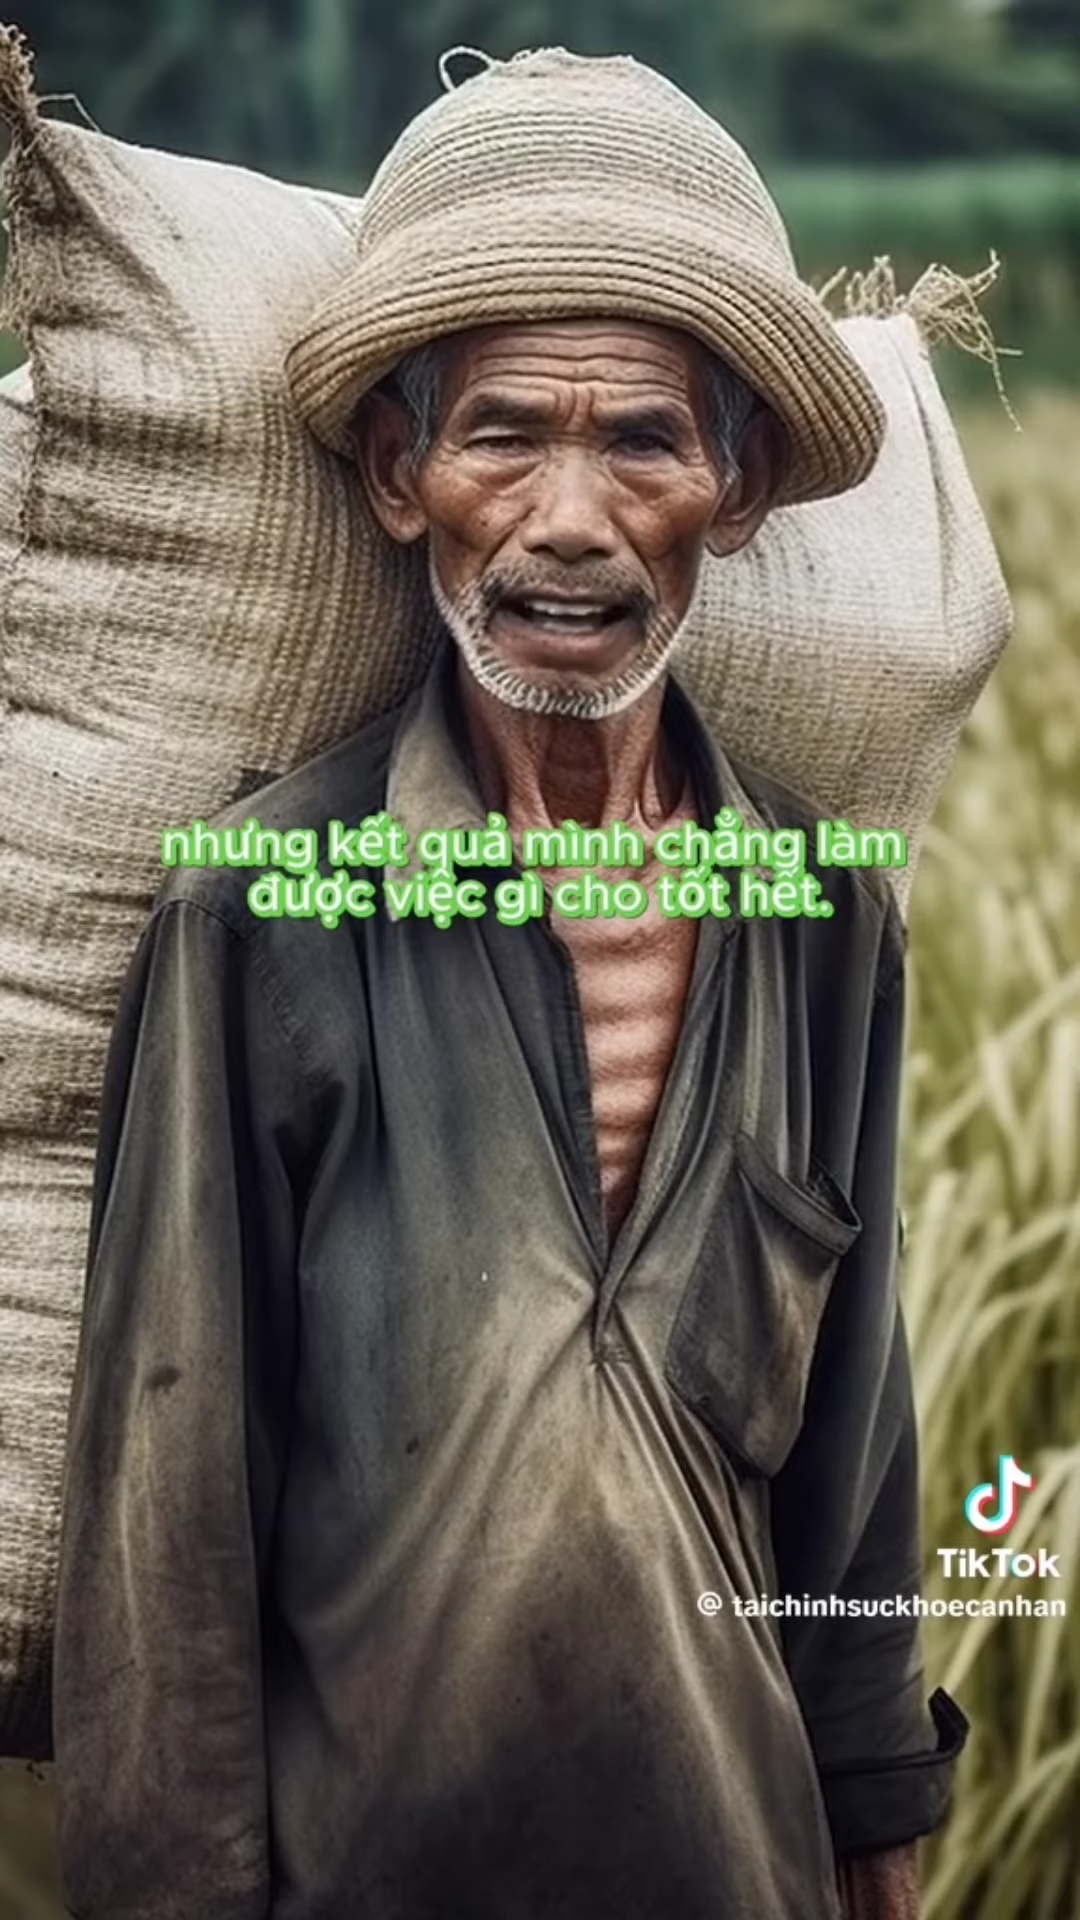 nhưng kết quả mình chẳng làm
được việc gì cho tốt hết.
TikTok
@ taichinhsuckhoecanhan